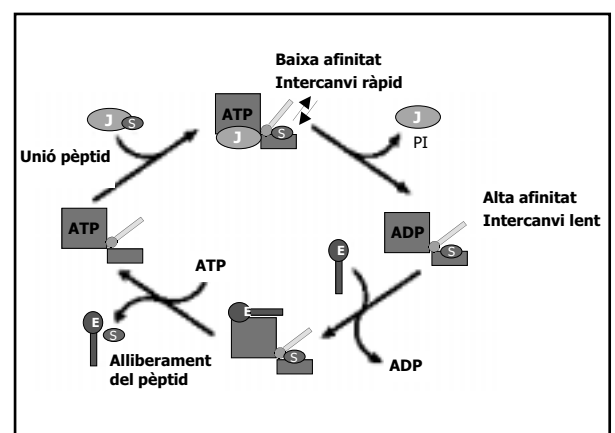 Baixa afinitat
Intercanvi ràpid
ATP
J
S
J
S
J
PI
Unió pèptid
Alta afinitat
Intercanvi lent
ATP
ADP
S
E
ATP
E
E
S
S
ADP
Alliberament
del pèptid